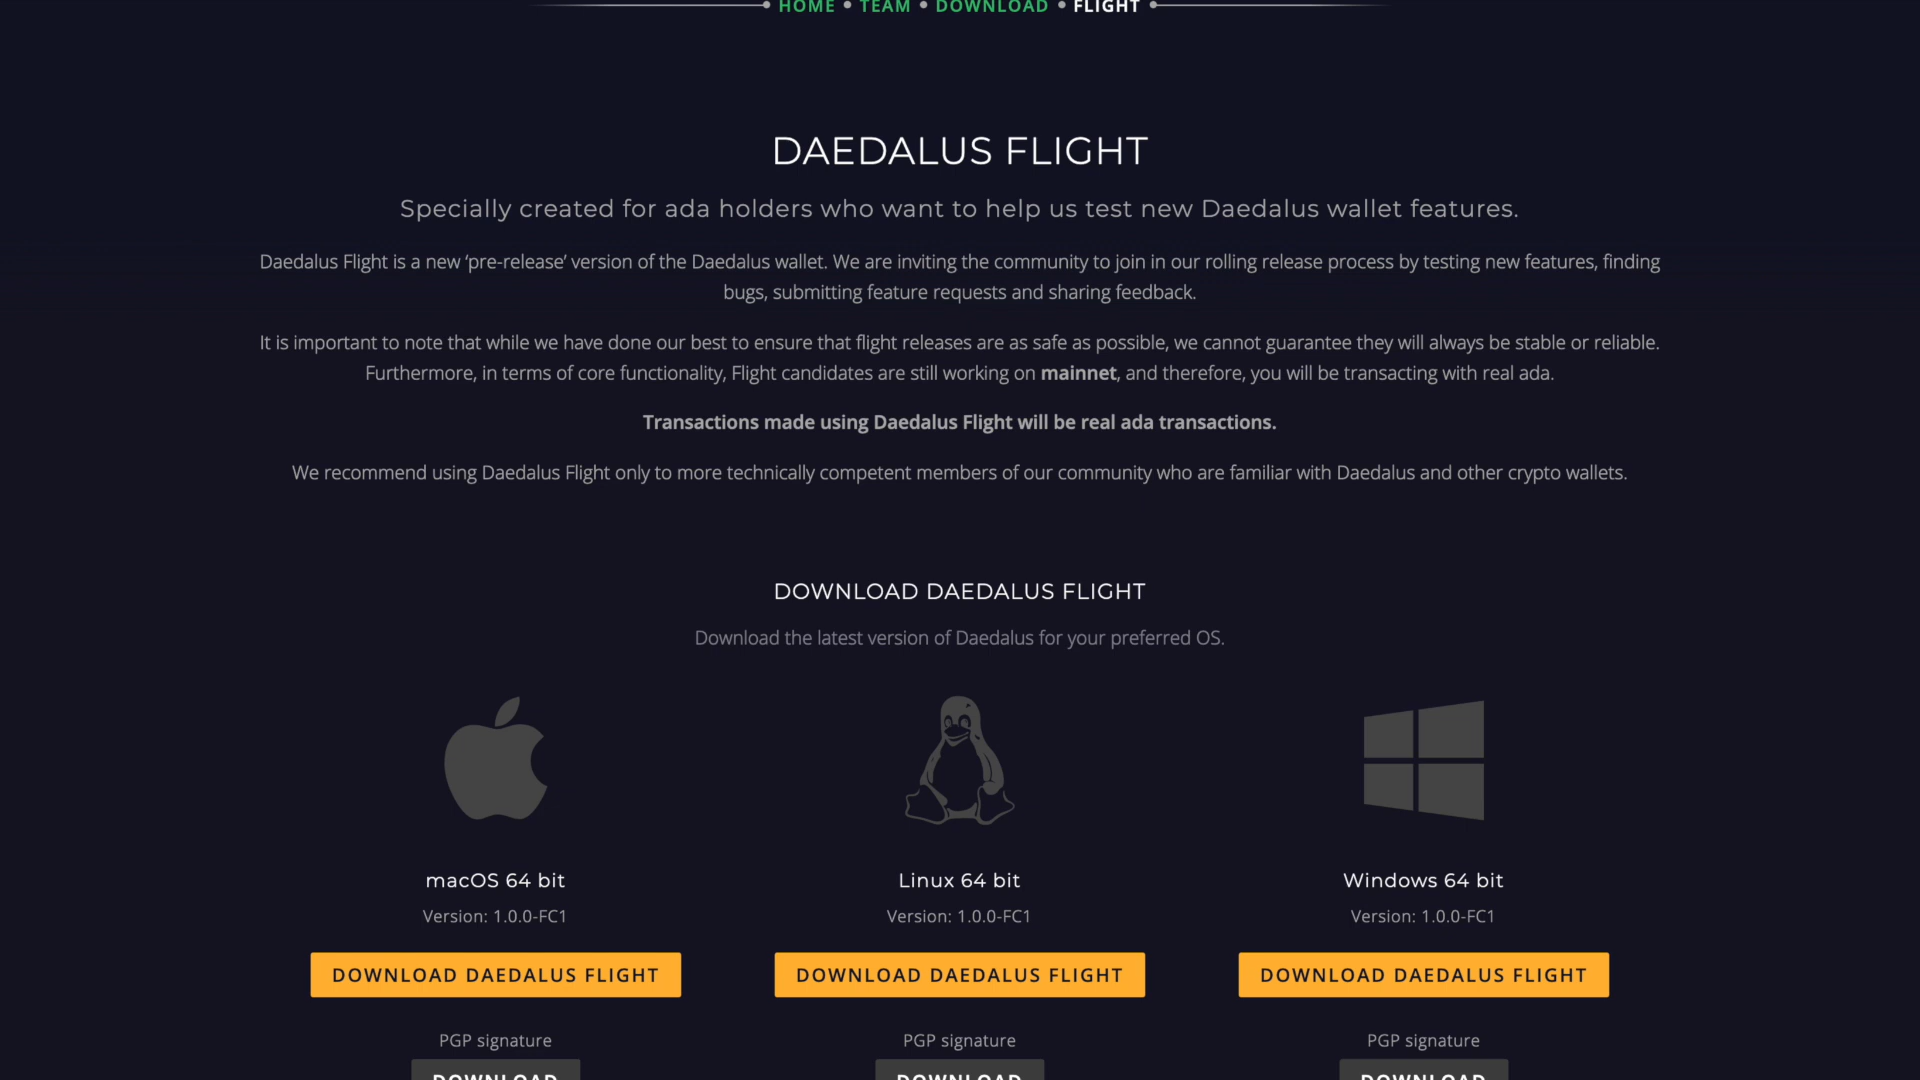 HOME • TEAM • DOWNLOAD • FLIGHT
DAEDALUS FLIGHT
Specially created for ada holders who want to help us test new Daedalus wallet features.
Daedalus Flight is a new ‘pre-release’ version of the Daedalus wallet. We are inviting the community to join in our rolling release process by testing new features, finding
bugs, submitting feature requests and sharing feedback.
It is important to note that while we have done our best to ensure that flight releases are as safe as possible, we cannot guarantee they will always be stable or reliable.
Furthermore, in terms of core functionality, Flight candidates are still working on mainnet, and therefore, you will be transacting with real ada.
Transactions made using Daedalus Flight will be real ada transactions.
We recommend using Daedalus Flight only to more technically competent members of our community who are familiar with Daedalus and other crypto wallets.
DOWNLOAD DAEDALUS FLIGHT
Download the latest version of Daedalus for your preferred OS.
macOS 64 bit
Version: 1.0.0-FC1
DOWNLOAD DAEDALUS FLIGHT
PGP signature
DOWNLOAD
Linux 64 bit
Version: 1.0.0-FC1
DOWNLOAD DAEDALUS FLIGHT
PGP signature
DOWNLOAD
Windows 64 bit
Version: 1.0.0-FC1
DOWNLOAD DAEDALUS FLIGHT
PGP signature
DOWNLOAD